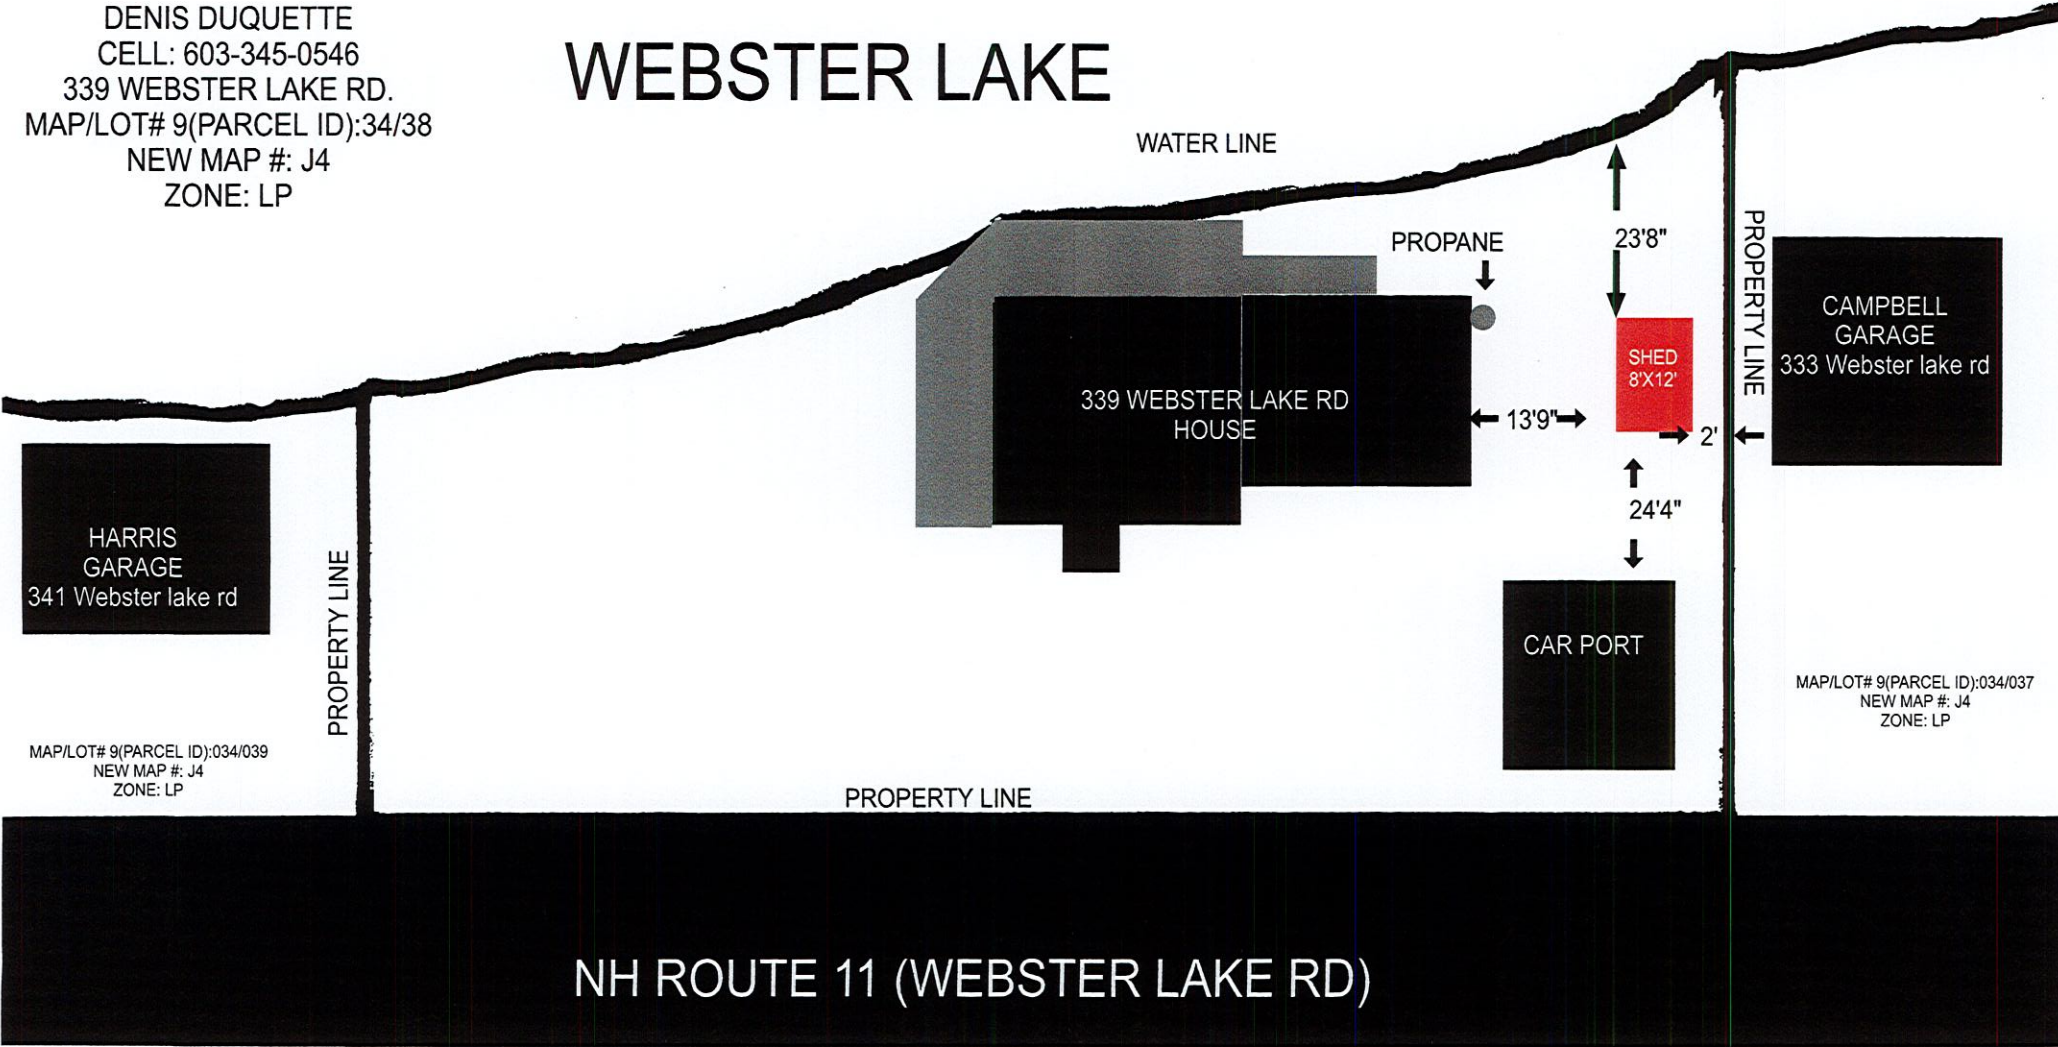 DENIS DUQUETTE
CELL: 603-345-0546
339 WEBSTER LAKE RD.
MAP/LOT# 9(PARCEL ID):34/38
NEW MAP #: J4
ZONE: LP
WEBSTER LAKE
WATER LINE
PROPANE
23'8"
PROPERTY LINE
CAMPBELL
GARAGE
333 Webster lake rd
SHED
8'X12'
339 WEBSTER LAKE RD
HOUSE
13'9"
2'
24'4"
HARRIS
GARAGE
341 Webster lake rd
PROPERTY LINE
CAR PORT
MAP/LOT# 9(PARCEL ID):034/037
NEW MAP #: J4
ZONE: LP
MAP/LOT# 9(PARCEL ID):034/039
NEW MAP #: J4
ZONE: LP
PROPERTY LINE
NH ROUTE 11 (WEBSTER LAKE RD)